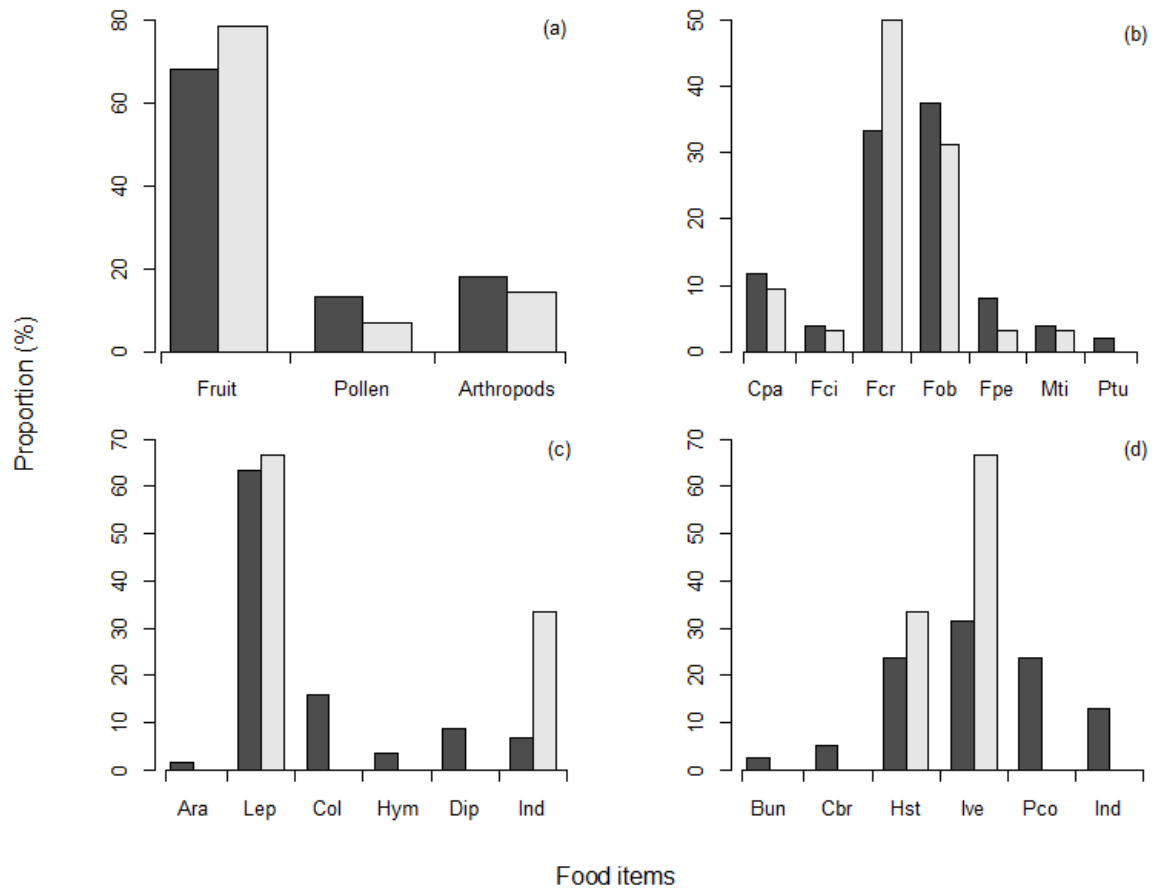 (a)
80
60
40
20
0
Fruit Pollen Arthropods
(b)
50
40
30
20
10
0
Cpa Fci Fcr Fob Fpe Mti Ptu
Proportion (%)
(c)
70
60
50
40
30
20
10
0
Ara Lep Col Hym Dip Ind
(d)
70
60
50
40
30
20
10
0
Bun Cbr Hst Ive Pco Ind
Food items